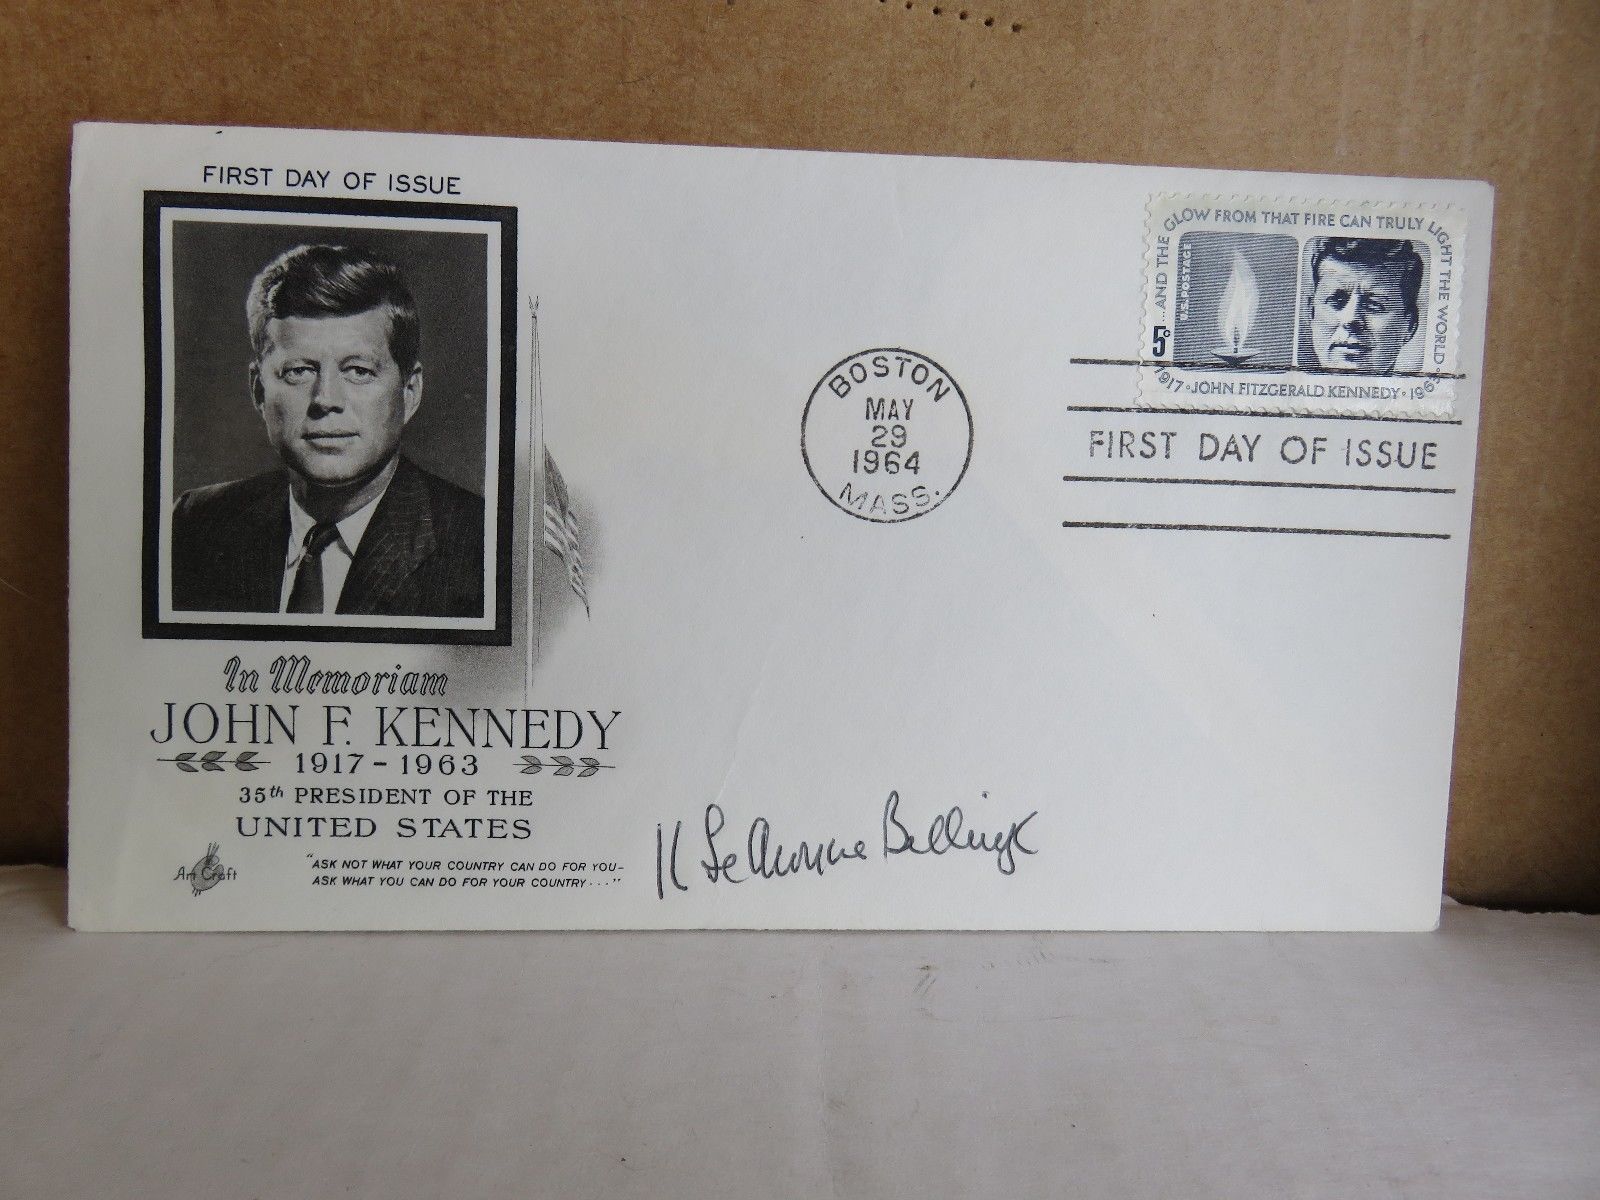 FIRST DAY OF ISSUE
In Memoriam
JOHN F. KENNEDY
1917 - 1963
35th PRESIDENT OF THE
UNITED STATES
Art Craft
"ASK NOT WHAT YOUR COUNTRY CAN DO FOR YOU-
ASK WHAT YOU CAN DO FOR YOUR COUNTRY..."
BOSTON
MAY
29
1964
MASS.
...AND THE GLOW FROM THAT FIRE CAN TRULY LIGHT THE WORLD
U.S. POSTAGE
5c
1917 · JOHN FITZGERALD KENNEDY · 1963
FIRST DAY OF ISSUE
K LeMoyne Billings